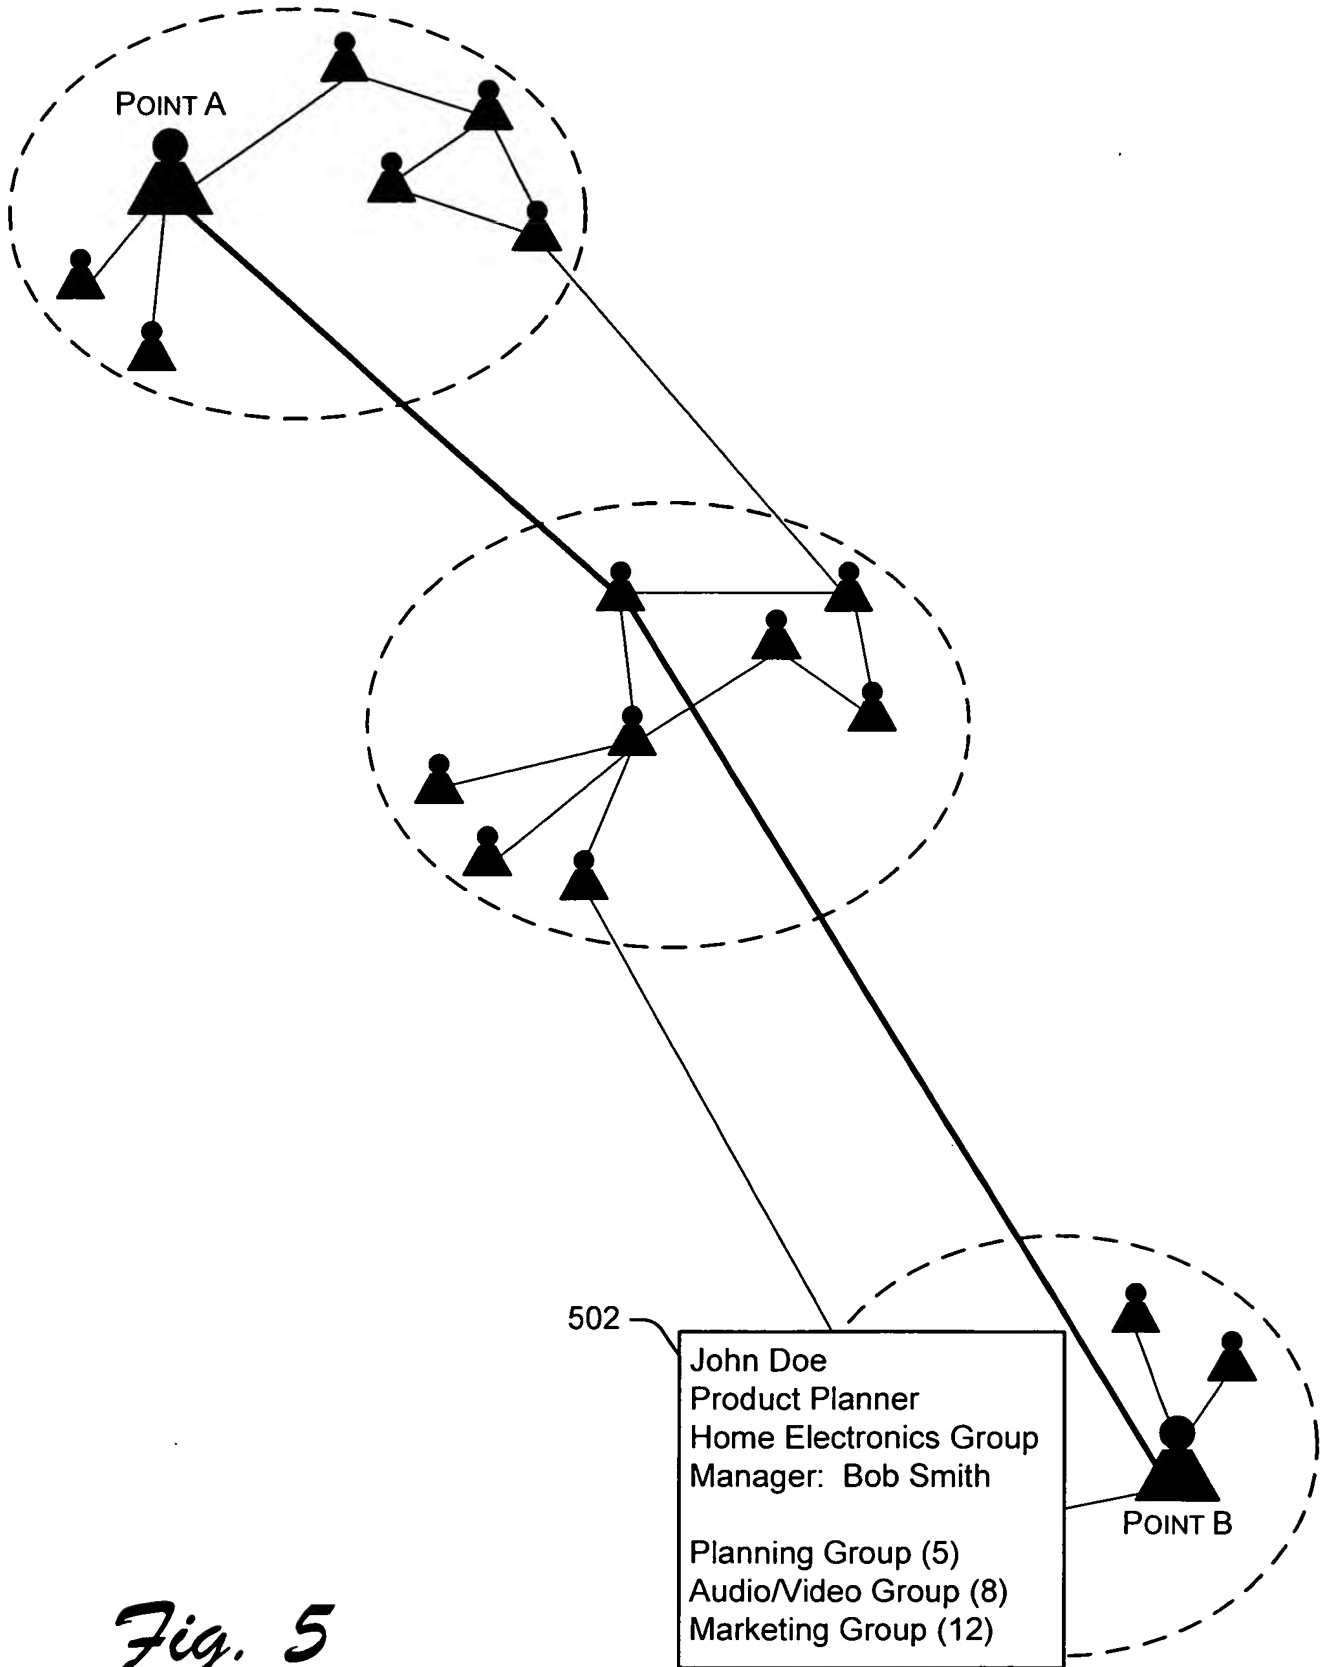 POINT A
502
John Doe
Product Planner
Home Electronics Group
Manager: Bob Smith
Planning Group (5)
Audio/Video Group (8)
Marketing Group (12)
POINT B
Fig. 5